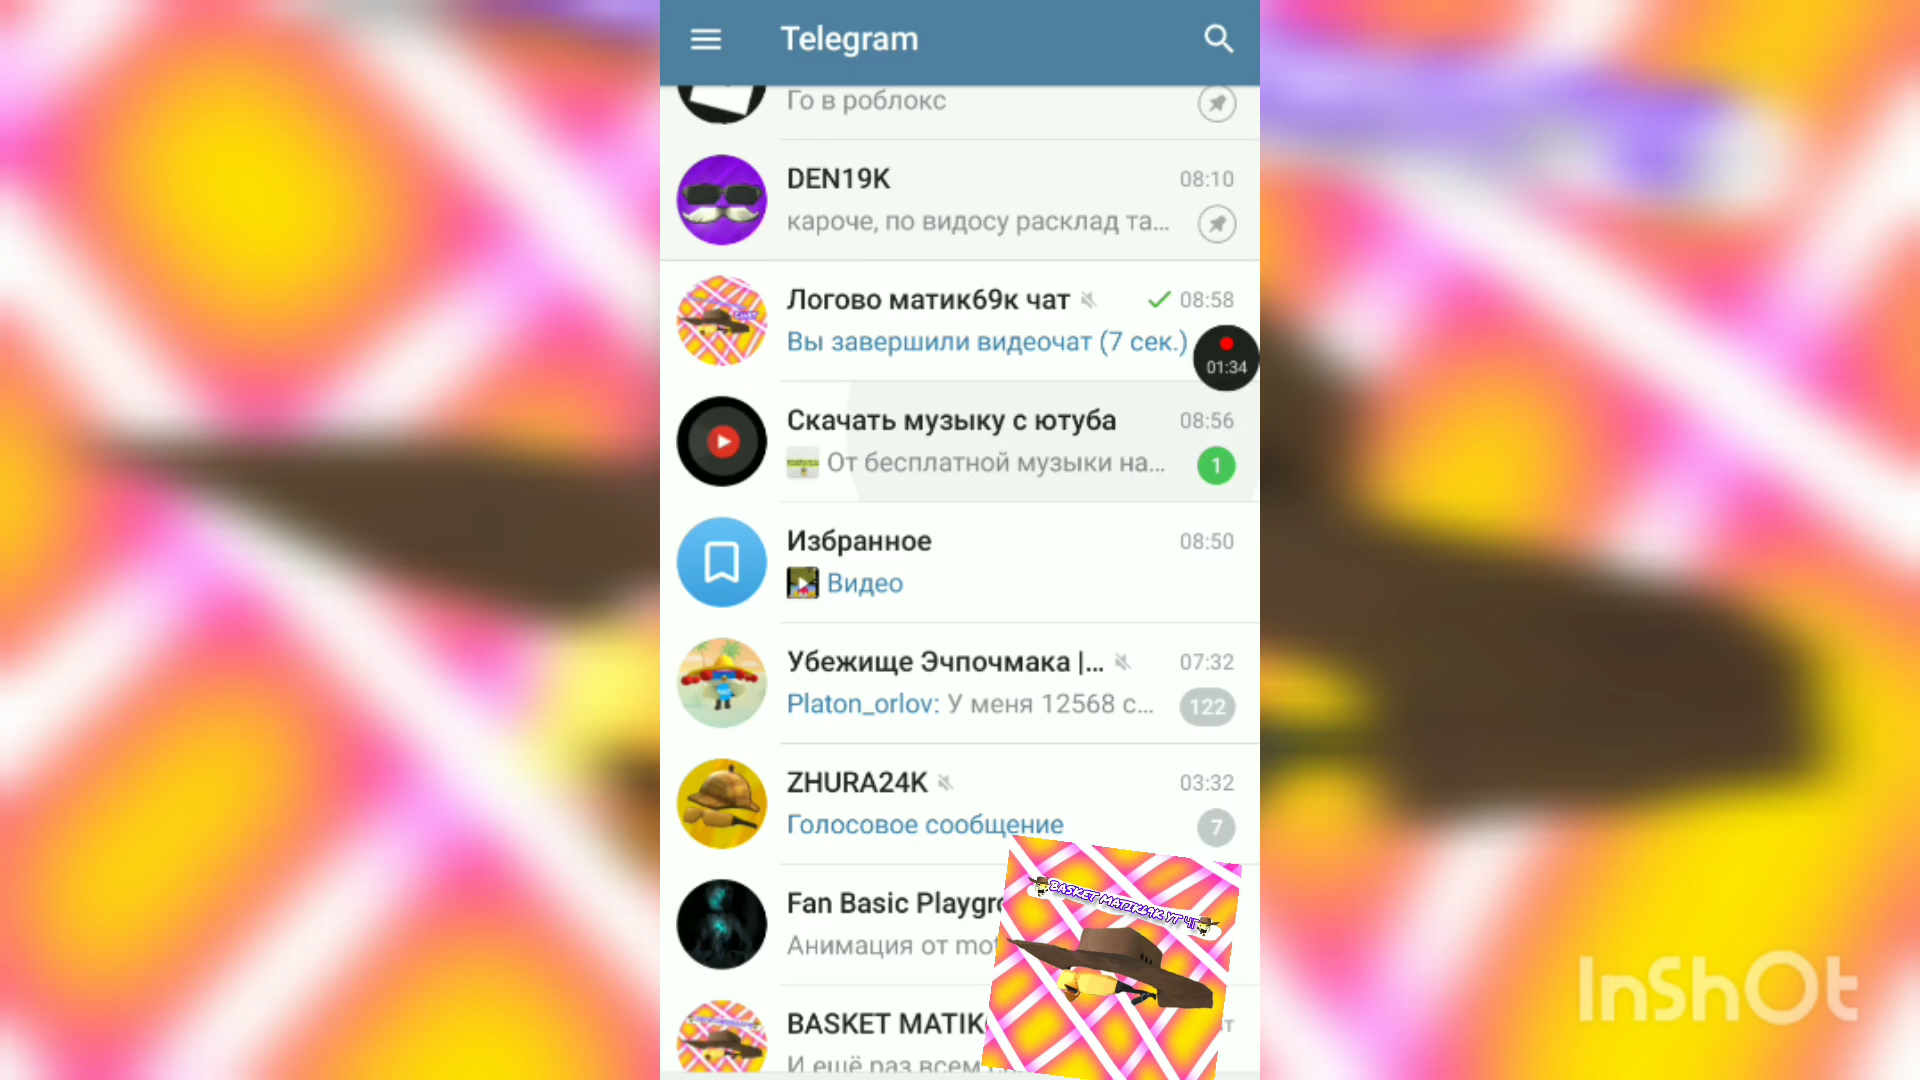 Telegram
Го в роблокс
DEN19K 08:10
кароче, по видосу расклад та...
Логово матик69к чат 08:58
Вы завершили видеочат (7 сек.)
01:34
Скачать музыку с ютуба 08:56
От бесплатной музыки на... 1
Избранное 08:50
Видео
Убежище Эчпочмака |... 07:32
Platon_orlov: У меня 12568 с... 122
ZHURA24K 03:32
Голосовое сообщение 7
Fan Basic Playgro
Анимация от mot
BASKET MATIK
И ещё раз всем
BASKET MATIK69K YT
InShOt